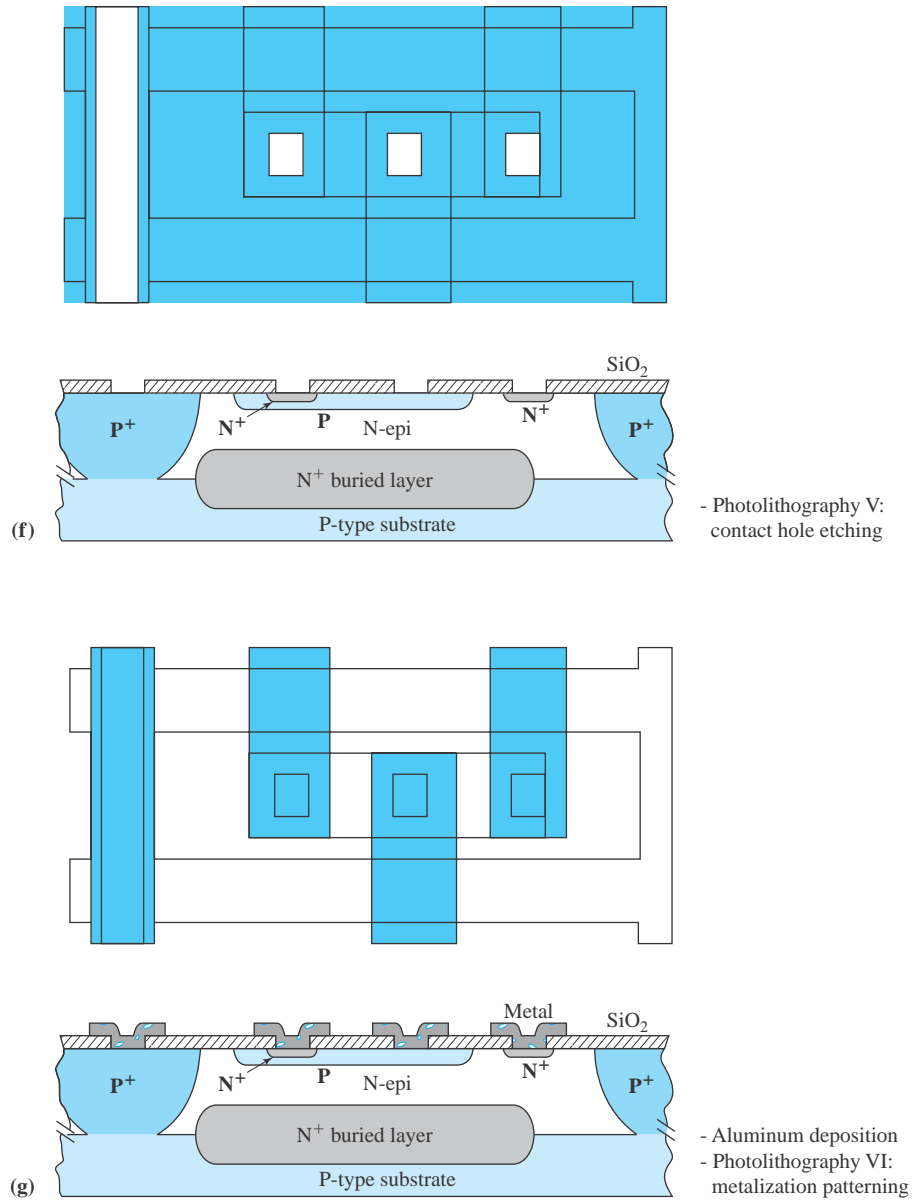 SiO₂
P⁺
N⁺
P
N-epi
N⁺
P⁺
N⁺ buried layer
P-type substrate
(f)
- Photolithography V:
contact hole etching
Metal
SiO₂
P⁺
N⁺
P
N-epi
N⁺
P⁺
N⁺ buried layer
P-type substrate
(g)
- Aluminum deposition
- Photolithography VI:
metalization patterning